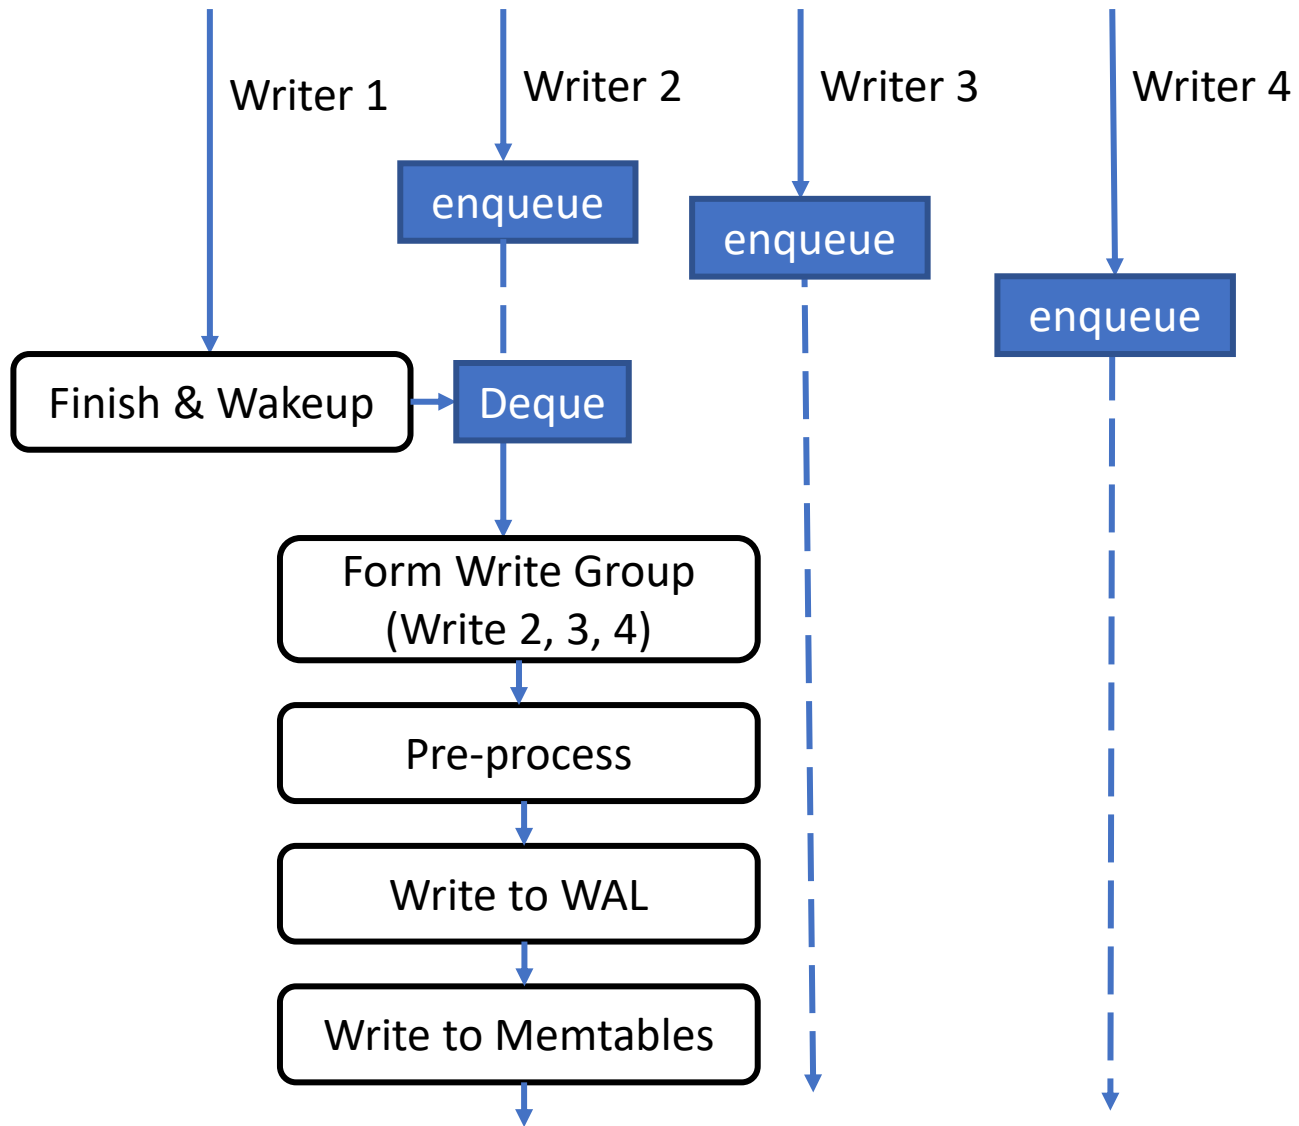 Writer 1
Writer 2
Writer 3
Writer 4
enqueue
enqueue
enqueue
Finish & Wakeup
Deque
Form Write Group
(Write 2, 3, 4)
Pre-process
Write to WAL
Write to Memtables